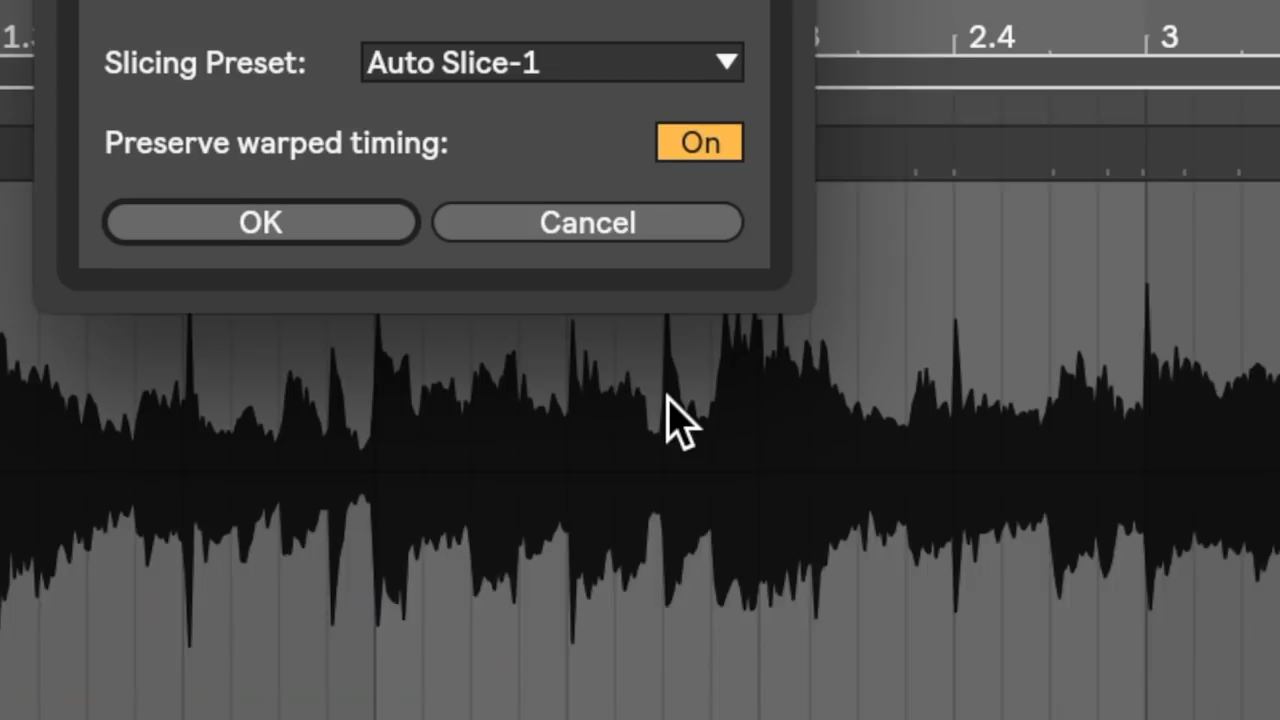 2.4 3
Slicing Preset: Auto Slice-1
Preserve warped timing: On
OK Cancel